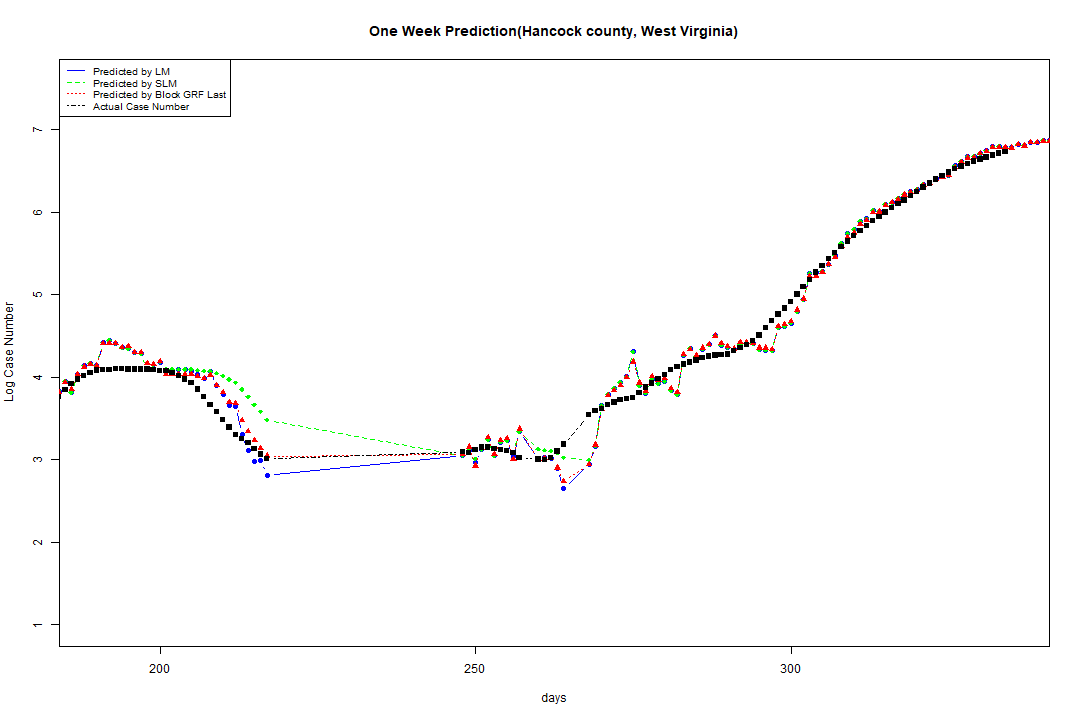 One Week Prediction(Hancock county, West Virginia)
Predicted by LM
Predicted by SLM
Predicted by Block GRF Last
Actual Case Number
Log Case Number
7
6
5
4
3
2
1
200 250 300
days